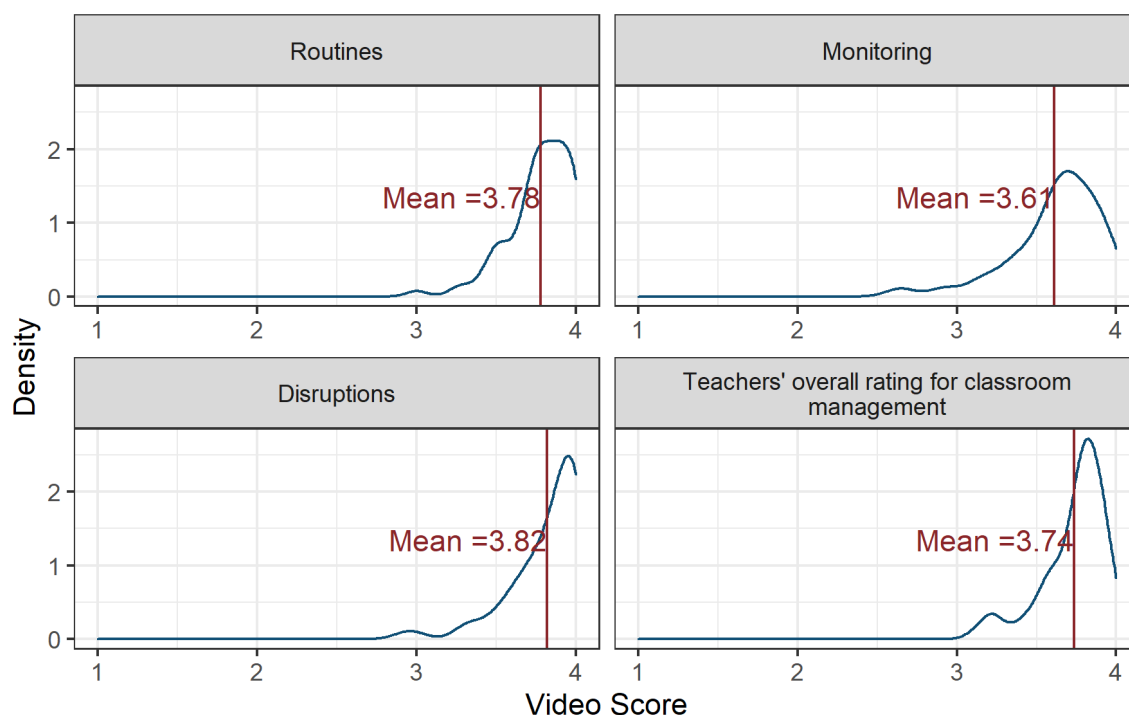 Routines
Monitoring
2
1
0
Mean =3.78
Mean =3.61
1 2 3 4
1 2 3 4
Disruptions
Teachers' overall rating for classroom
management
2
1
0
Mean =3.82
Mean =3.74
1 2 3 4
1 2 3 4
Density
Video Score